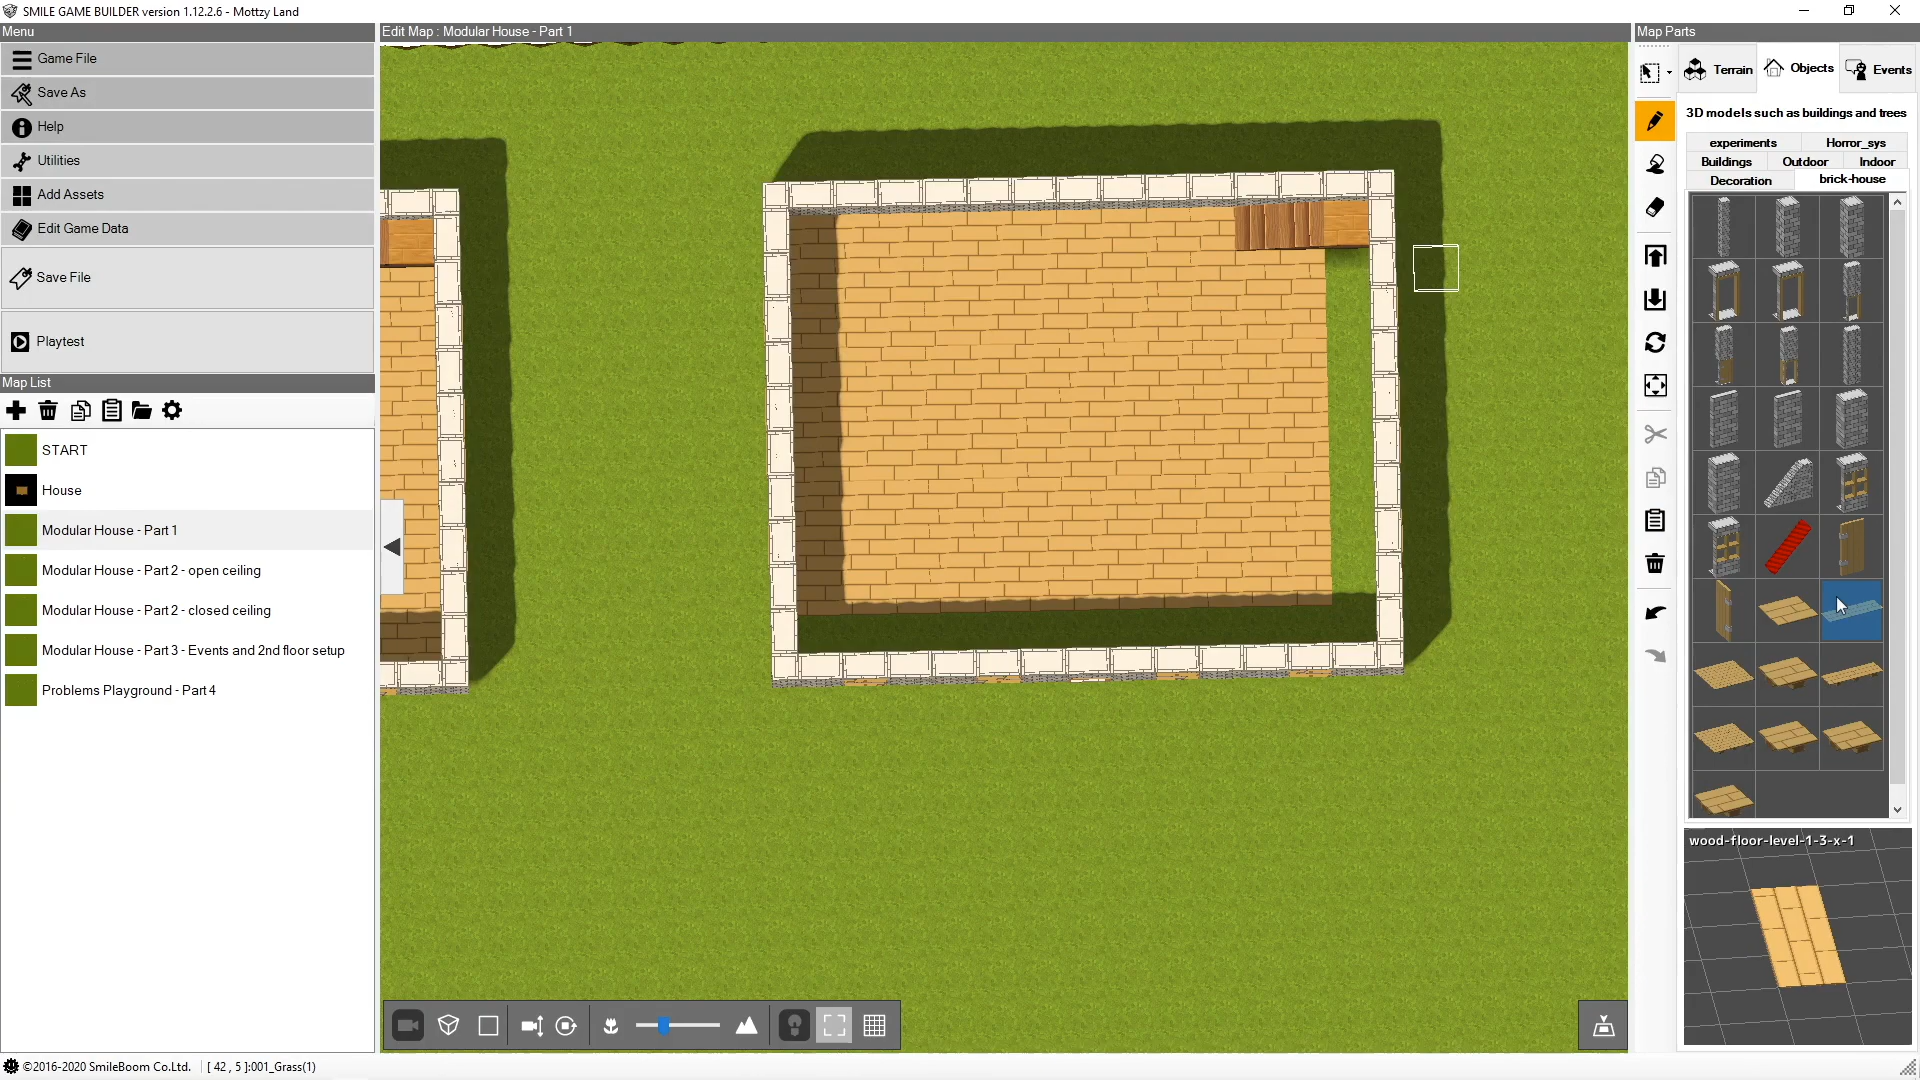 SMILE GAME BUILDER version 1.12.2.6 - Mottzy Land
Menu
Game File
Save As
Help
Utilities
Add Assets
Edit Game Data
Save File
Playtest
Map List
START
House
Modular House - Part 1
Modular House - Part 2 - open ceiling
Modular House - Part 2 - closed ceiling
Modular House - Part 3 - Events and 2nd floor setup
Problems Playground - Part 4
Edit Map : Modular House - Part 1
Map Parts
Terrain
Objects
Events
3D models such as buildings and trees
experiments
Horror_sys
Buildings
Outdoor
Indoor
Decoration
brick-house
wood-floor-level-1-3-x-1
©2016-2020 SmileBoom Co.Ltd.
[ 42 , 5 ]:001_Grass(1)